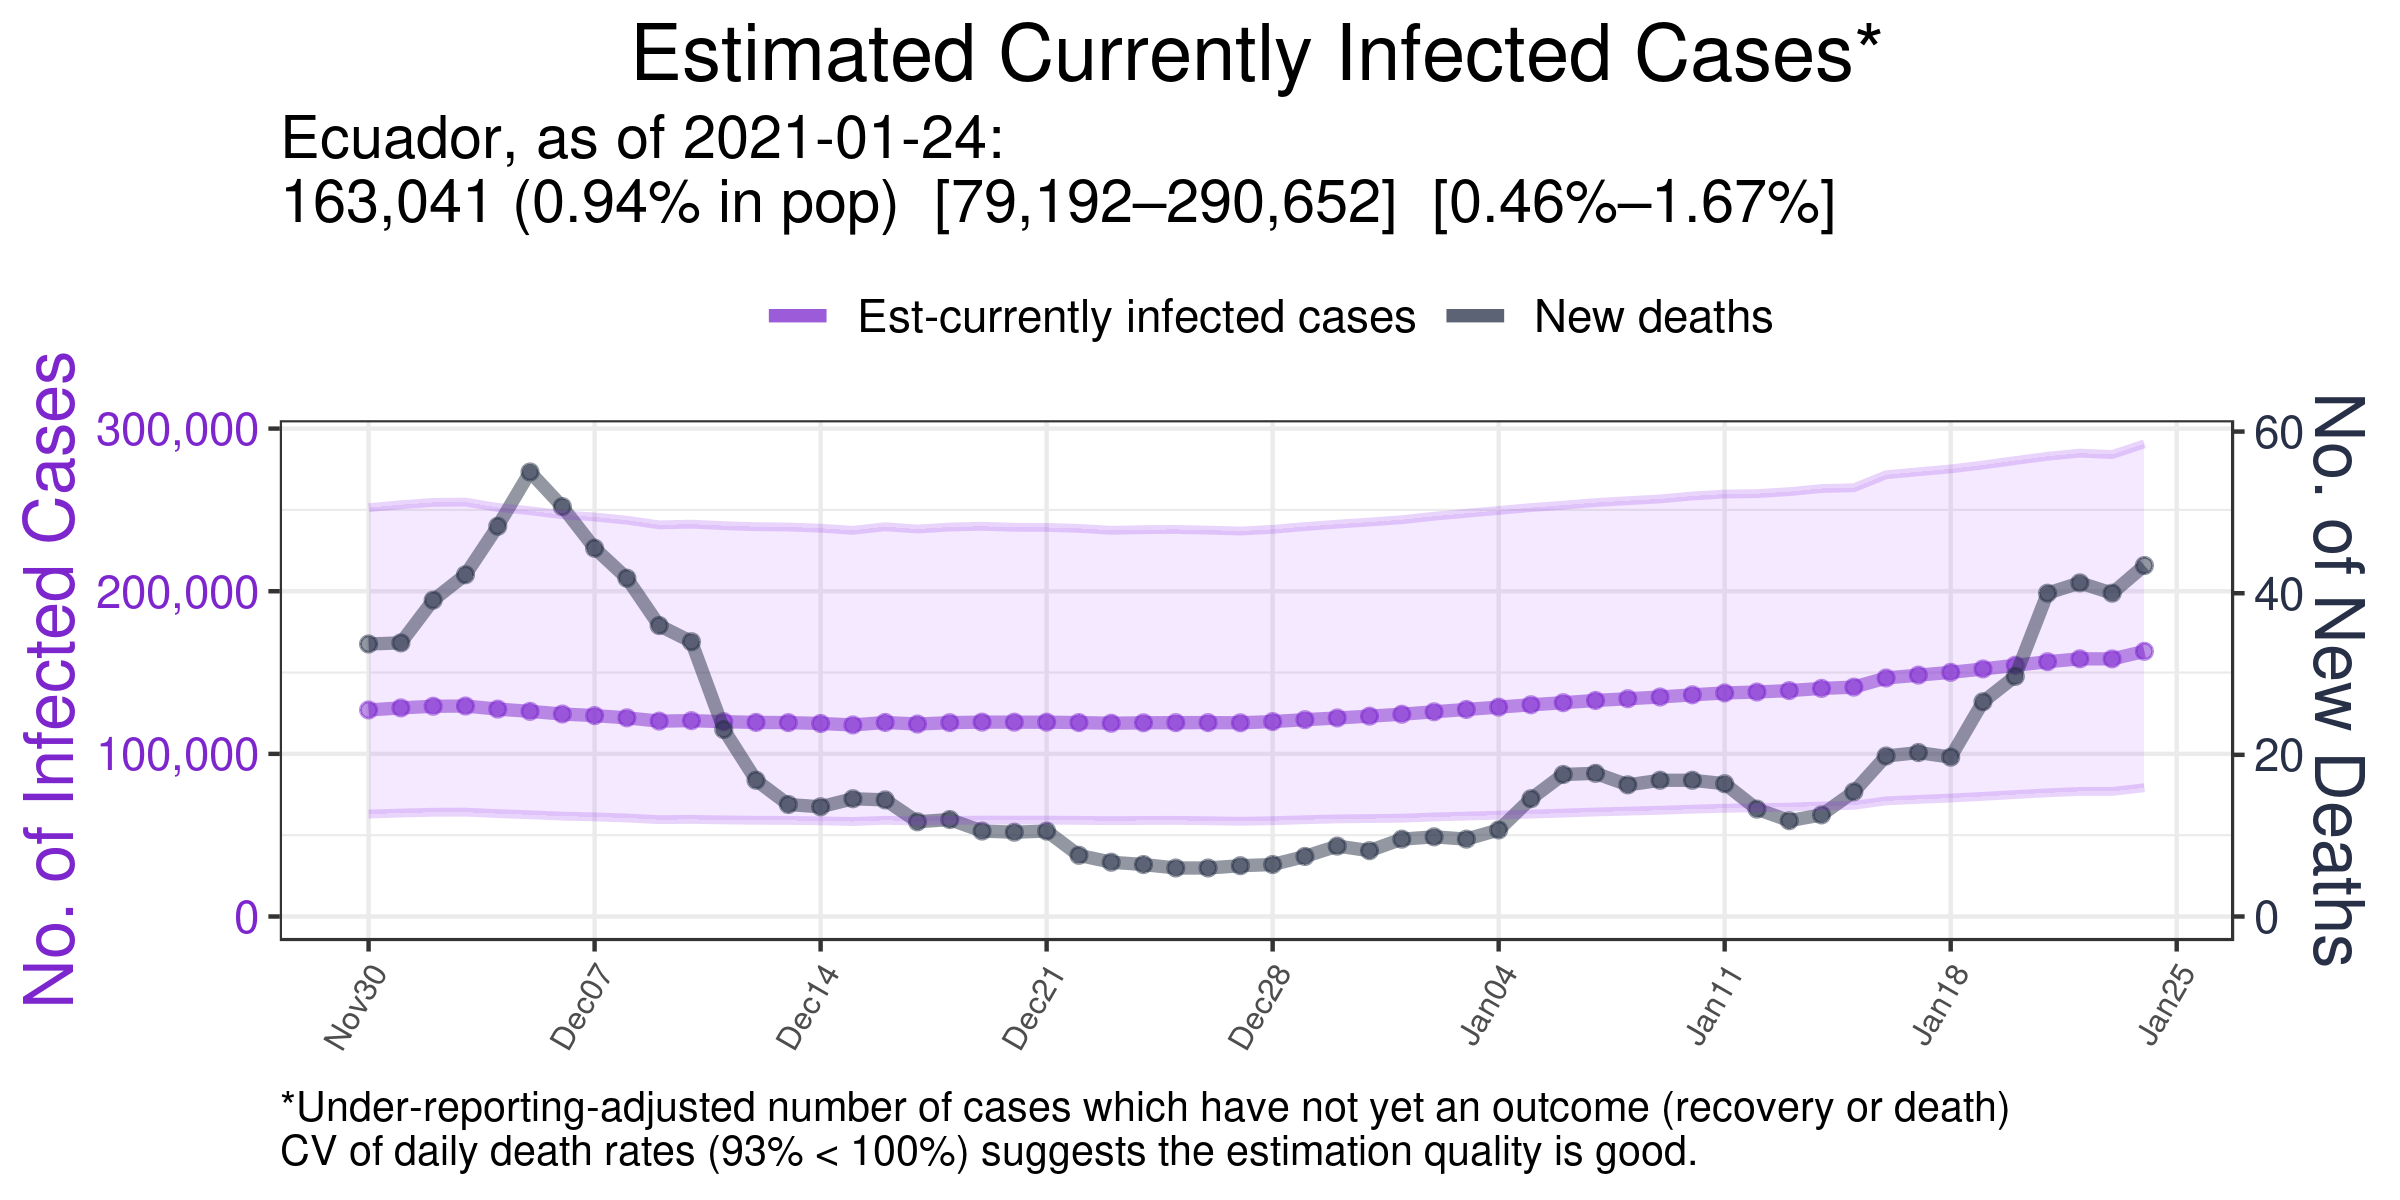 Estimated Currently Infected Cases*
Ecuador, as of 2021-01-24:
163,041 (0.94% in pop)  [79,192–290,652]  [0.46%–1.67%]
Est-currently infected cases
New deaths
No. of Infected Cases
300,000
200,000
100,000
0
60
40
20
0
No. of New Deaths
Nov30
Dec07
Dec14
Dec21
Dec28
Jan04
Jan11
Jan18
Jan25
*Under-reporting-adjusted number of cases which have not yet an outcome (recovery or death)
CV of daily death rates (93% < 100%) suggests the estimation quality is good.